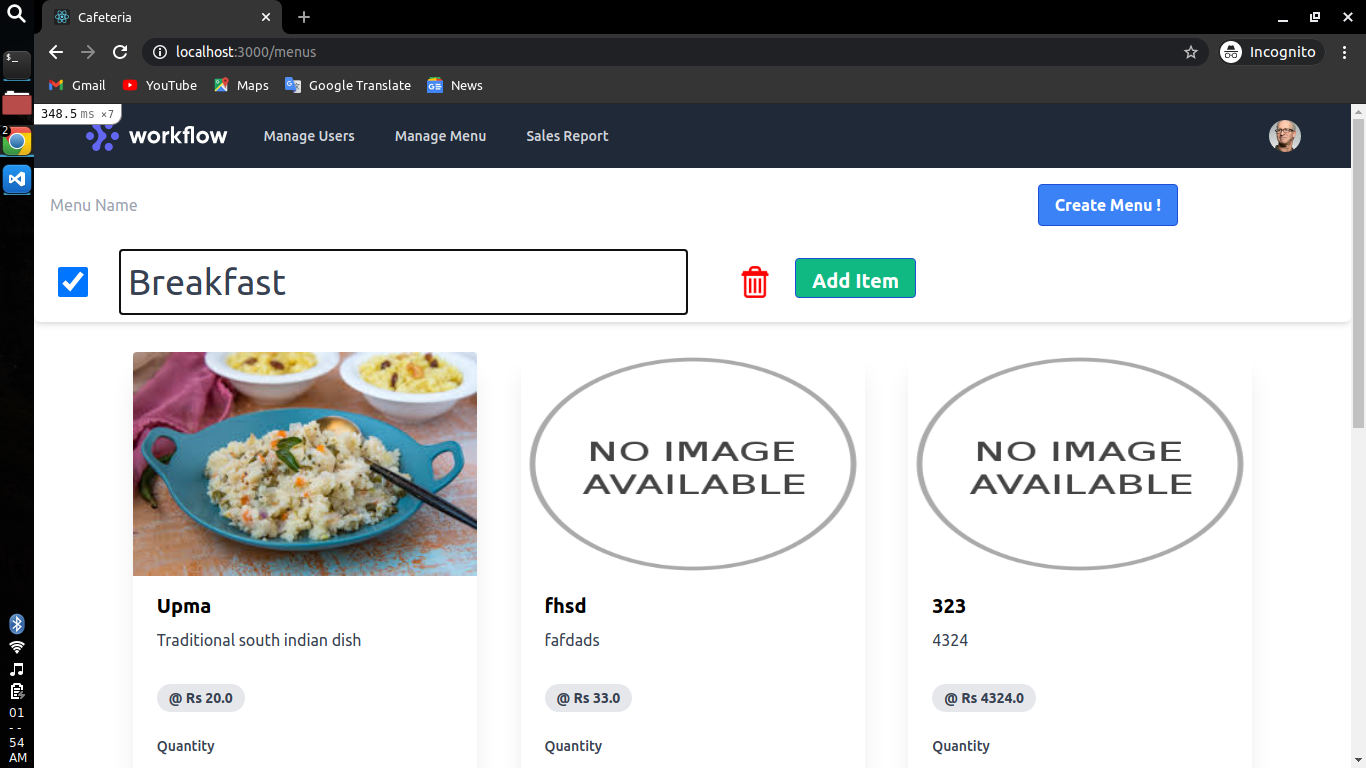 Cafeteria
localhost:3000/menus
Incognito
Gmail YouTube Maps Google Translate News
348.5 ms ×7
workflow Manage Users Manage Menu Sales Report
Menu Name Create Menu !
Breakfast Add Item
NO IMAGE
AVAILABLE
NO IMAGE
AVAILABLE
Upma fhsd 323
Traditional south indian dish fafdads 4324
@ Rs 20.0 @ Rs 33.0 @ Rs 4324.0
Quantity Quantity Quantity
$_
2
01
--
54
AM